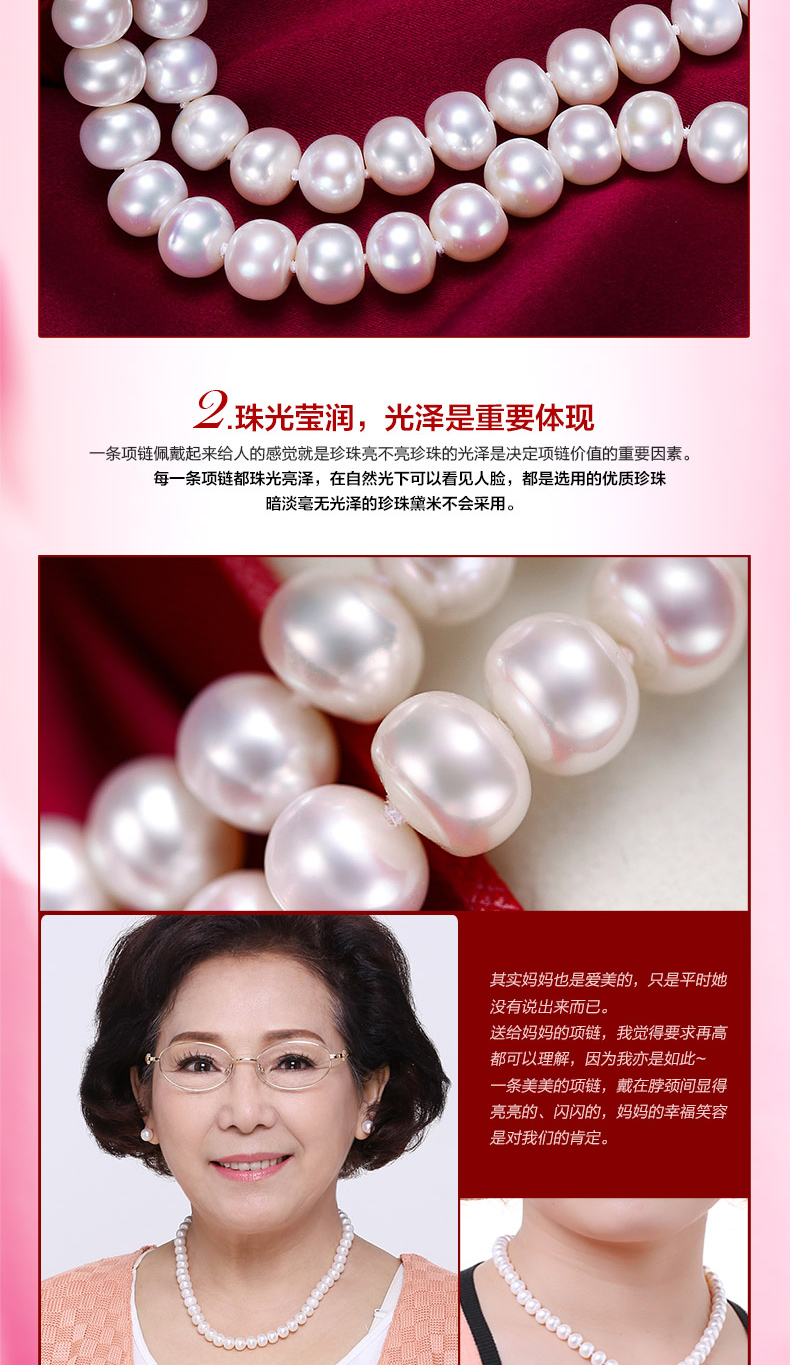 2.珠光莹润，光泽是重要体现
一条项链佩戴起来给人的感觉就是珍珠亮不亮珍珠的光泽是决定项链价值的重要因素。
每一条项链都珠光亮泽，在自然光下可以看见人脸，都是选用的优质珍珠
暗淡毫无光泽的珍珠黛米不会采用。
其实妈妈也是爱美的，只是平时她
没有说出来而已。
送给妈妈的项链，我觉得要求再高
都可以理解，因为我亦是如此~
一条美美的项链，戴在脖颈间显得
亮亮的、闪闪的，妈妈的幸福笑容
是对我们的肯定。